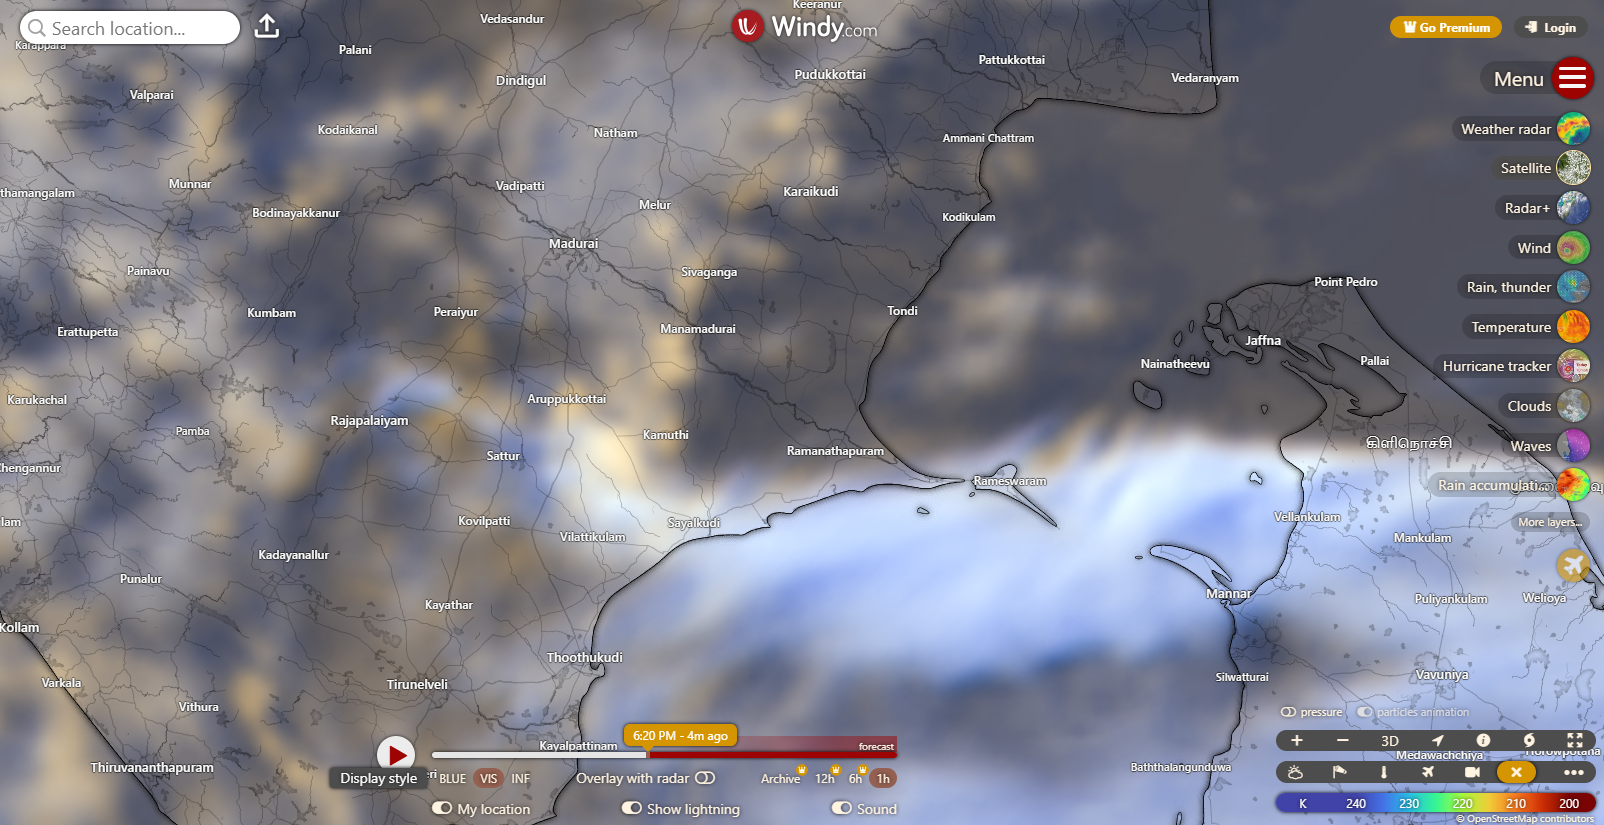 Search location...
Windy.com
Go Premium
Login
Menu
Keeranur
Vedasandur
Karappara
Palani
Pattukkottai
Dindigul
Pudukkottai
Vedaranyam
Valparai
Kodaikanal
Natham
Ammani Chattram
Weather radar
Satellite
Munnar
Vadipatti
Karaikudi
thamangalam
Melur
Bodinayakkanur
Kodikulam
Radar+
Madurai
Wind
Painavu
Sivaganga
Point Pedro
Rain, thunder
Kumbam
Peraiyur
Tondi
Erattupetta
Manamadurai
Temperature
Jaffna
Nainatheevu
Pallai
Hurricane tracker
Karukachal
Aruppukkottai
Clouds
Rajapalaiyam
Pamba
Kamuthi
கிளிநொச்சி
Waves
Sattur
Ramanathapuram
Chengannur
Rameswaram
Rain accumulati...
lam
Kovilpatti
Sayalkudi
Vellankulam
More layers...
Vilattikulam
Mankulam
Kadayanallur
Punalur
Mannar
Kayathar
Puliyankulam
Welioya
Kollam
Thoothukudi
Silwatturai
Vavuniya
Varkala
Tirunelveli
Vithura
pressure
particles animation
6:20 PM - 4m ago
forecast
Kayalpattinam
3D
Medawachchiya
Horowpotana
Thiruvananthapuram
Baththalangunduwa
Display style
eri
BLUE
VIS
INF
Overlay with radar
Archive
12h
6h
1h
My location
Show lightning
Sound
K 240 230 220 210 200
© OpenStreetMap contributors